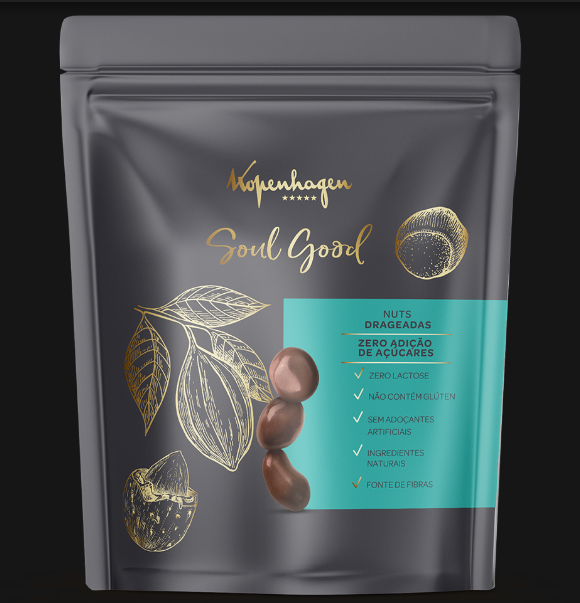 Kopenhagen
Soul Good
NUTS
DRAGEADAS
ZERO ADIÇÃO
DE AÇÚCARES
ZERO LACTOSE
NÃO CONTÉM GLÚTEN
SEM ADOÇANTES
ARTIFICIAIS
INGREDIENTES
NATURAIS
FONTE DE FIBRAS